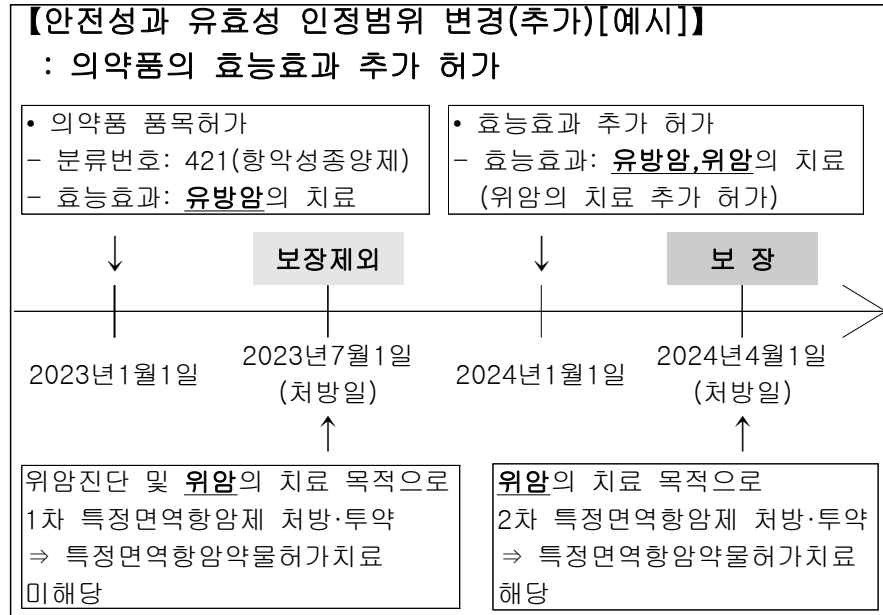 【안전성과 유효성 인정범위 변경(추가)[예시]】
: 의약품의 효능효과 추가 허가
• 의약품 품목허가
- 분류번호: 421(항악성종양제)
- 효능효과: 유방암의 치료
• 효능효과 추가 허가
- 효능효과: 유방암,위암의 치료
(위암의 치료 추가 허가)
↓
보장제외
↓
보 장
2023년1월1일
2023년7월1일
(처방일)
2024년1월1일
2024년4월1일
(처방일)
↑
↑
위암진단 및 위암의 치료 목적으로
1차 특정면역항암제 처방·투약
⇒ 특정면역항암약물허가치료
미해당
위암의 치료 목적으로
2차 특정면역항암제 처방·투약
⇒ 특정면역항암약물허가치료
해당